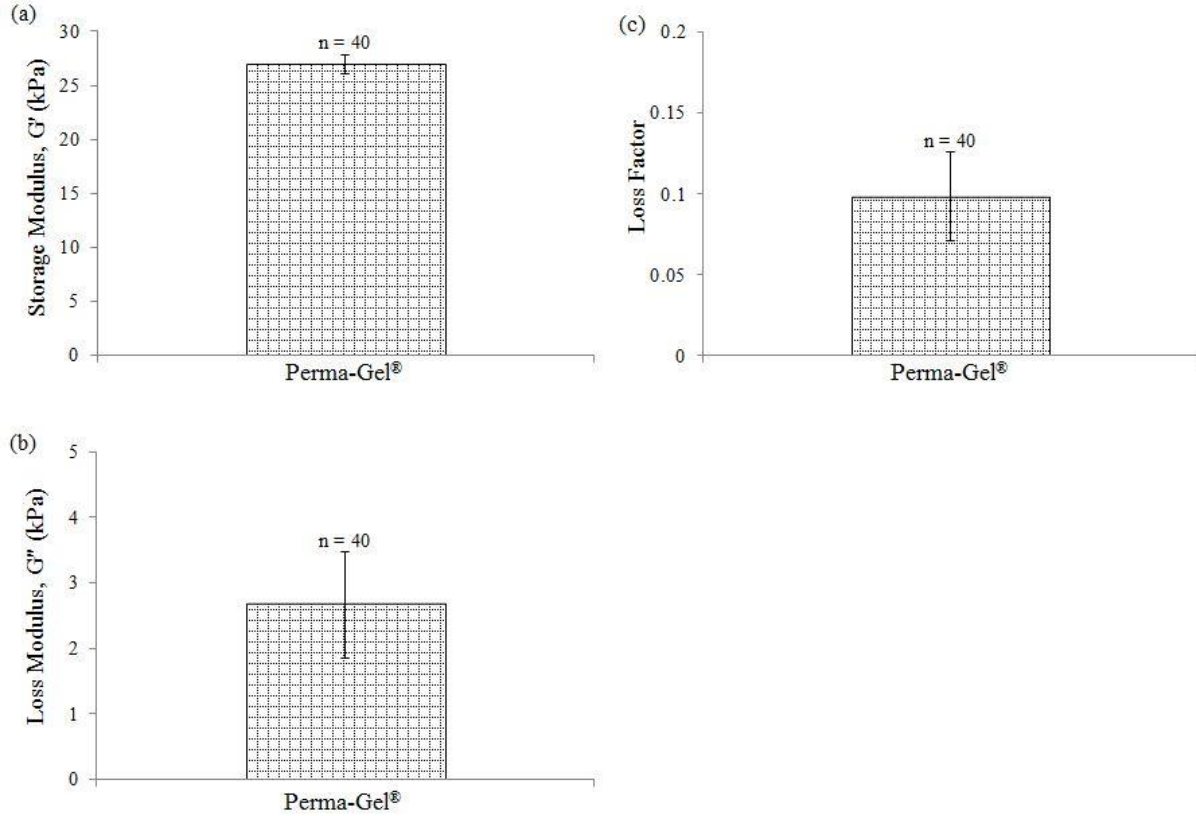 (a)
Storage Modulus, G' (kPa)
30
25
20
15
10
5
0
n = 40
Perma-Gel®
(c)
Loss Factor
0.2
0.15
0.1
0.05
0
n = 40
Perma-Gel®
(b)
Loss Modulus, G" (kPa)
5
4
3
2
1
0
n = 40
Perma-Gel®